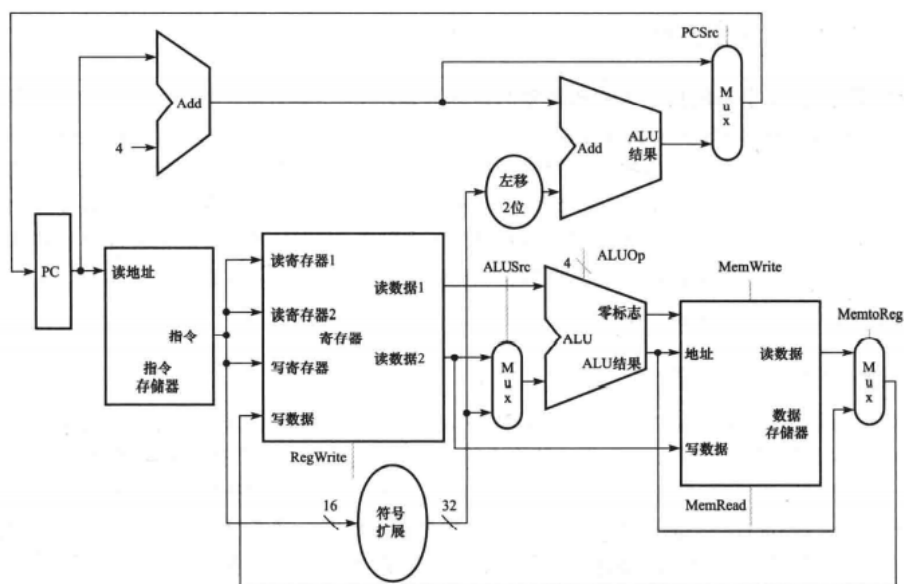 PCSrc
Add
4
M
u
x
Add
ALU
结果
左移
2位
PC
读地址
指令
指令
存储器
读寄存器1
读寄存器2
寄存器
写寄存器
写数据
读数据1
读数据2
RegWrite
ALUSrc
M
u
x
4
ALUOp
零标志
ALU
ALU结果
MemWrite
地址
读数据
数据
存储器
写数据
MemRead
MemtoReg
M
u
x
16
符号
扩展
32